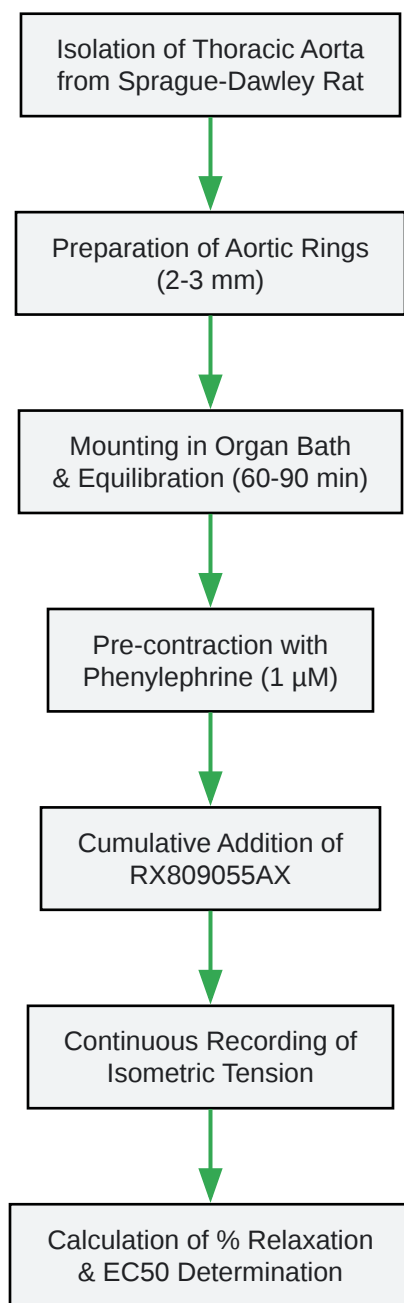 Isolation of Thoracic Aorta
from Sprague-Dawley Rat
Preparation of Aortic Rings
(2-3 mm)
Mounting in Organ Bath
& Equilibration (60-90 min)
Pre-contraction with
Phenylephrine (1 µM)
Cumulative Addition of
RX809055AX
Continuous Recording of
Isometric Tension
Calculation of % Relaxation
& EC50 Determination